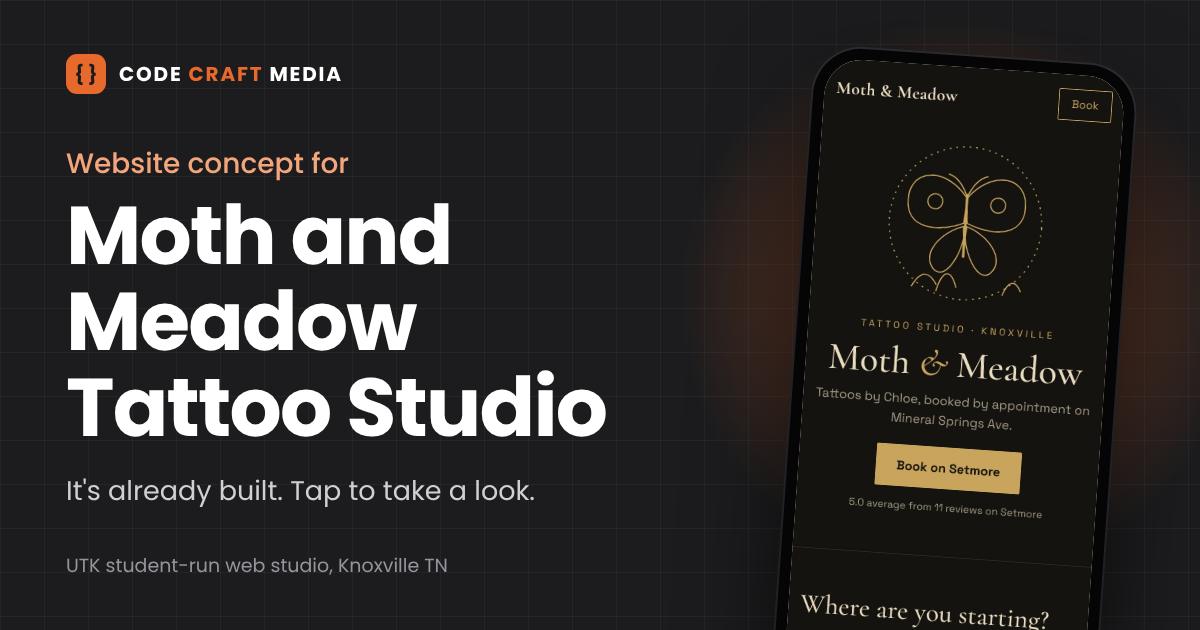 { } CODE CRAFT MEDIA
Website concept for
Moth and
Meadow
Tattoo Studio
It's already built. Tap to take a look.
UTK student-run web studio, Knoxville TN
Moth & Meadow
Book
TATTOO STUDIO · KNOXVILLE
Moth & Meadow
Tattoos by Chloe, booked by appointment on
Mineral Springs Ave.
Book on Setmore
5.0 average from 11 reviews on Setmore
Where are you starting?